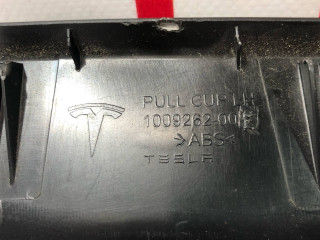 PULL CUP LH
1009262-00
>ABS<
TESLA